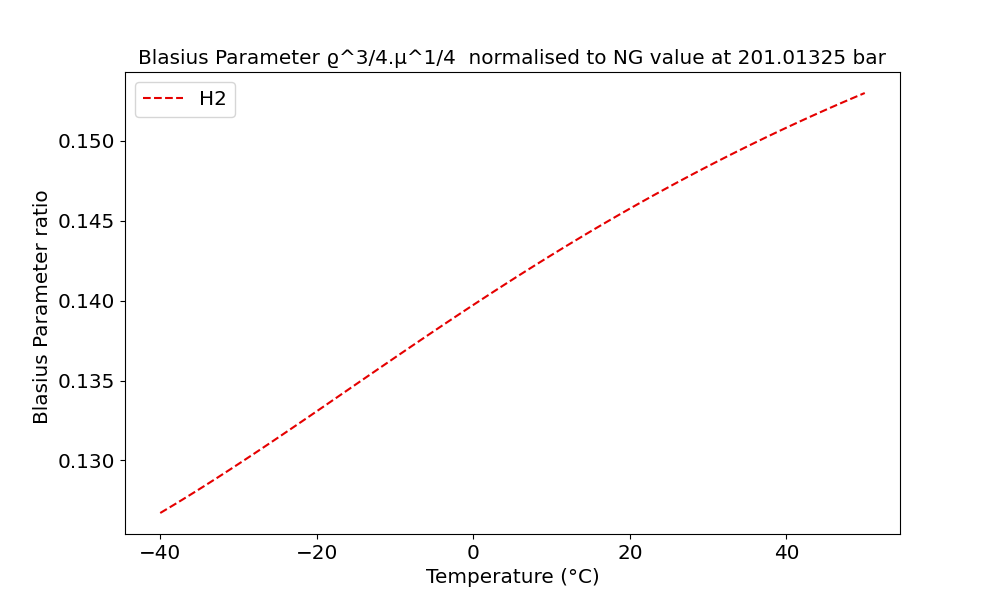 Blasius Parameter ϱ^3/4.μ^1/4  normalised to NG value at 201.01325 bar
H2
0.150
0.145
0.140
0.135
0.130
Blasius Parameter ratio
−40
−20
0
20
40
Temperature (°C)